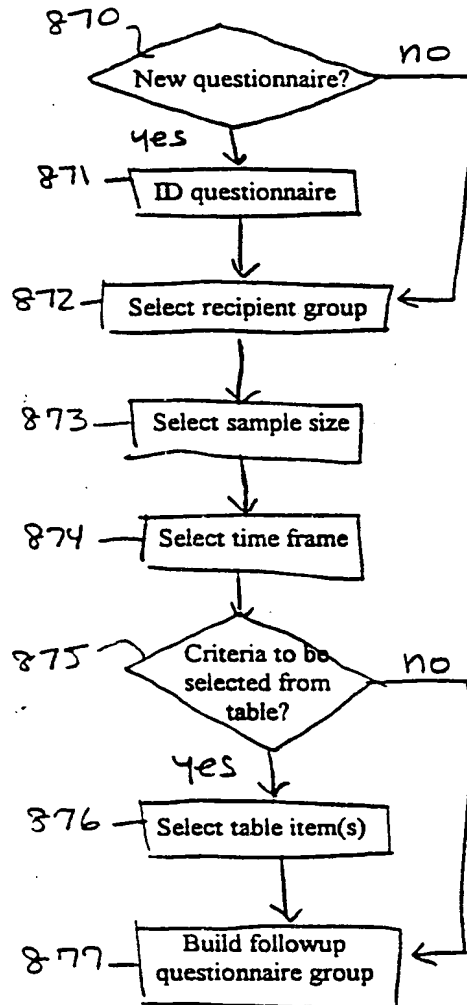 870
New questionnaire?
no
yes
871
ID questionnaire
872
Select recipient group
873
Select sample size
874
Select time frame
875
Criteria to be
selected from
table?
no
yes
876
Select table item(s)
877
Build followup
questionnaire group